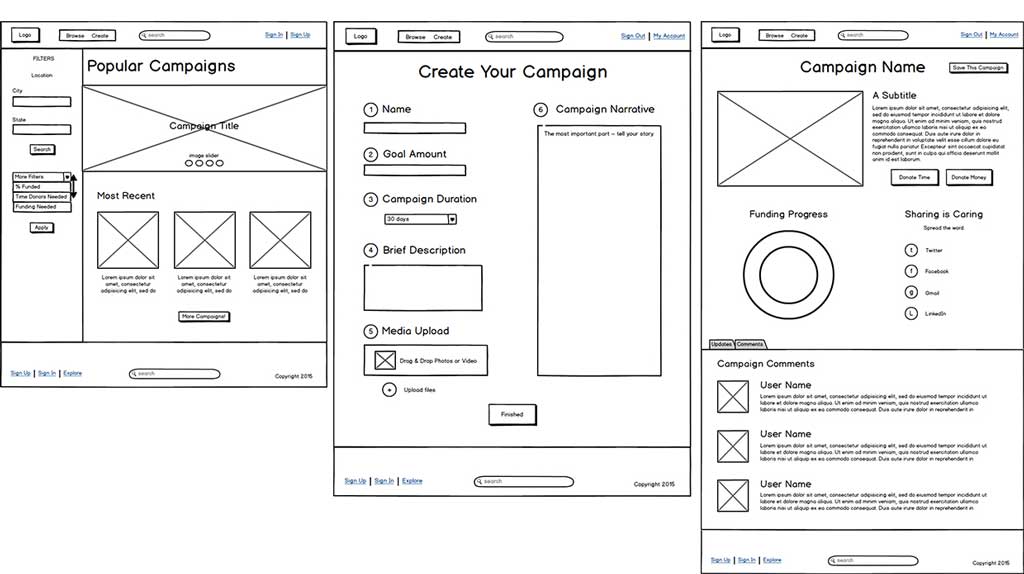 Logo
Browse Create
search
Sign In | Sign Up
FILTERS
Location
City
State
Search
More Filters
% Funded
Time Donors Needed
Funding Needed
Apply
Popular Campaigns
Campaign Title
image slider
Most Recent
Lorem ipsum dolor sit
amet, consectetur
adipisicing elit, sed do
Lorem ipsum dolor sit
amet, consectetur
adipisicing elit, sed do
Lorem ipsum dolor sit
amet, consectetur
adipisicing elit, sed do
More Campaigns!
Sign Up | Sign In | Explore
search
Copyright 2015
Logo
Browse Create
search
Sign Out | My Account
Create Your Campaign
1 Name
2 Goal Amount
3 Campaign Duration
30 days
4 Brief Description
5 Media Upload
Drag & Drop Photos or Video
+ Upload files
6 Campaign Narrative
The most important part – tell your story
Finished
Sign Up | Sign In | Explore
search
Copyright 2015
Logo
Browse Create
search
Sign Out | My Account
Campaign Name
Save This Campaign
A Subtitle
Lorem ipsum dolor sit amet, consectetur adipisicing elit,
sed do eiusmod tempor incididunt ut labore et dolore
magna aliqua. Ut enim ad minim veniam, quis nostrud
exercitation ullamco laboris nisi ut aliquip ex ea
commodo consequat. Duis aute irure dolor in
reprehenderit in voluptate velit esse cillum dolore eu
fugiat nulla pariatur. Excepteur sint occaecat cupidatat
non proident, sunt in culpa qui officia deserunt mollit
anim id est laborum.
Donate Time
Donate Money
Funding Progress
Sharing is Caring
Spread the word
t Twitter
f Facebook
g Gmail
L LinkedIn
Updates
Comments
Campaign Comments
User Name
Lorem ipsum dolor sit amet, consectetur adipisicing elit, sed do eiusmod tempor incididunt ut
labore et dolore magna aliqua. Ut enim ad minim veniam, quis nostrud exercitation ullamco
laboris nisi ut aliquip ex ea commodo consequat. Duis aute irure dolor in reprehenderit in
User Name
Lorem ipsum dolor sit amet, consectetur adipisicing elit, sed do eiusmod tempor incididunt ut
labore et dolore magna aliqua. Ut enim ad minim veniam, quis nostrud exercitation ullamco
laboris nisi ut aliquip ex ea commodo consequat. Duis aute irure dolor in reprehenderit in
User Name
Lorem ipsum dolor sit amet, consectetur adipisicing elit, sed do eiusmod tempor incididunt ut
labore et dolore magna aliqua. Ut enim ad minim veniam, quis nostrud exercitation ullamco
laboris nisi ut aliquip ex ea commodo consequat. Duis aute irure dolor in reprehenderit in
Sign Up | Sign In | Explore
search
Copyright 2015